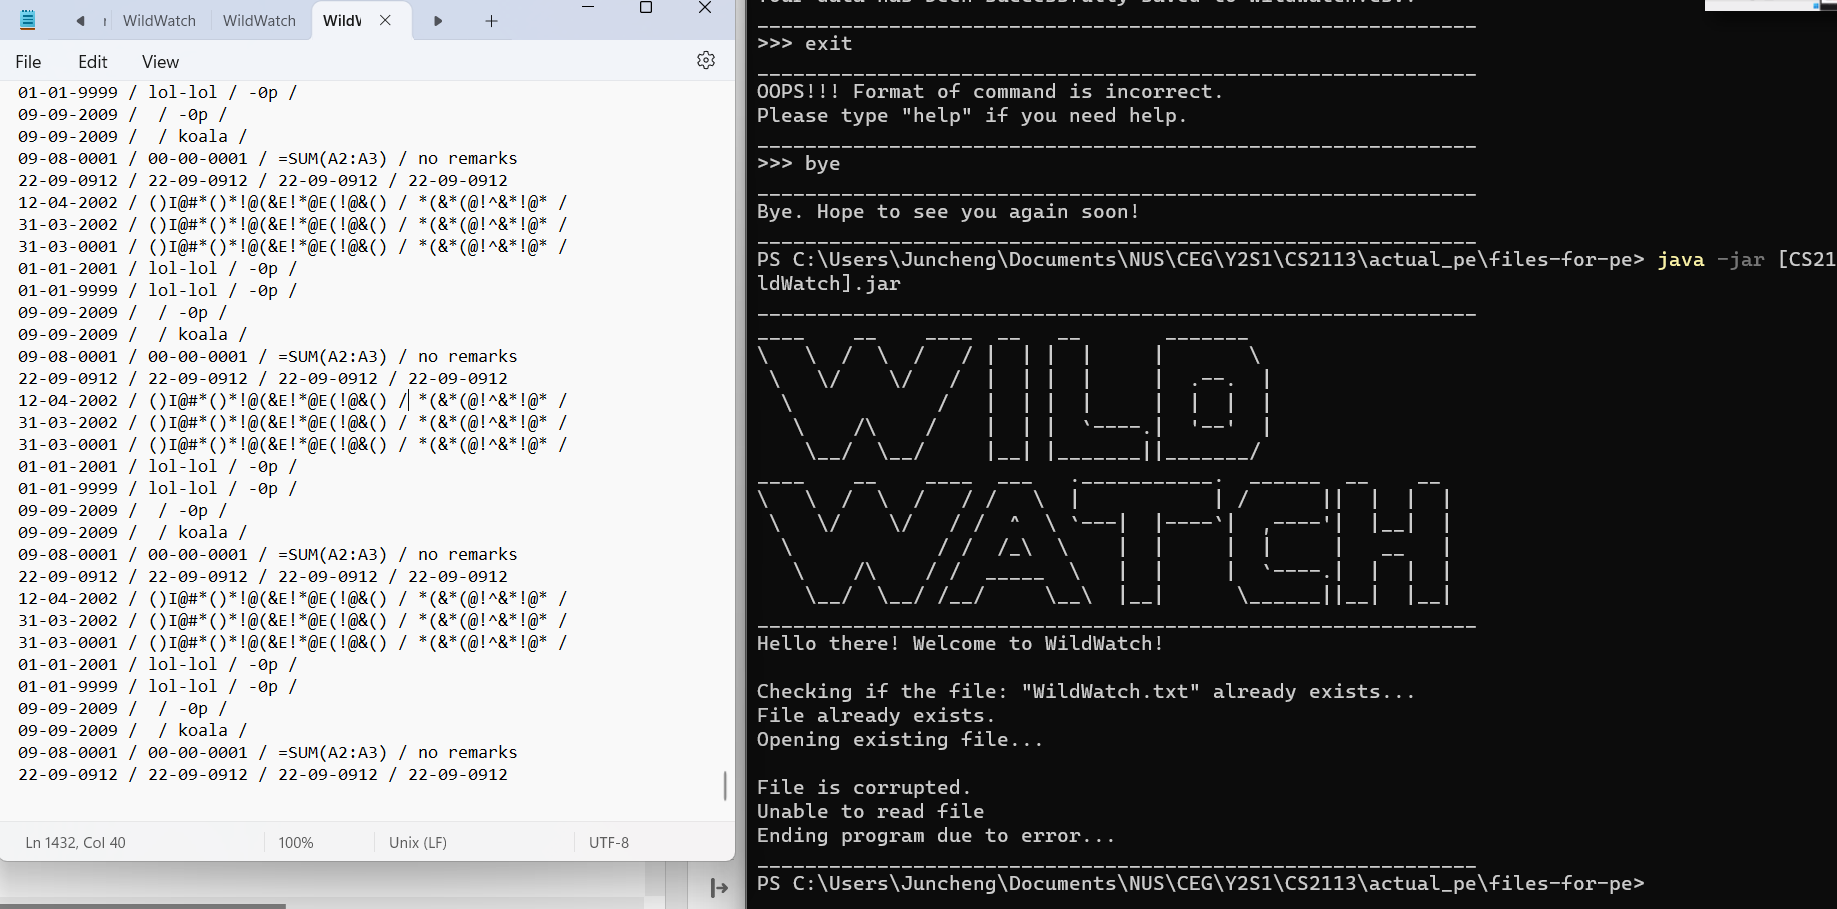 WildWatch
WildWatch
WildW
File
Edit
View
01-01-9999 / lol-lol / -0p /
09-09-2009 /  / -0p /
09-09-2009 /  / koala /
09-08-0001 / 00-00-0001 / =SUM(A2:A3) / no remarks
22-09-0912 / 22-09-0912 / 22-09-0912 / 22-09-0912
12-04-2002 / ()I@#*()*!@(&E!*@E(!@&() / *(&*(@!^&*!@* /
31-03-2002 / ()I@#*()*!@(&E!*@E(!@&() / *(&*(@!^&*!@* /
31-03-0001 / ()I@#*()*!@(&E!*@E(!@&() / *(&*(@!^&*!@* /
01-01-2001 / lol-lol / -0p /
01-01-9999 / lol-lol / -0p /
09-09-2009 /  / -0p /
09-09-2009 /  / koala /
09-08-0001 / 00-00-0001 / =SUM(A2:A3) / no remarks
22-09-0912 / 22-09-0912 / 22-09-0912 / 22-09-0912
12-04-2002 / ()I@#*()*!@(&E!*@E(!@&() / *(&*(@!^&*!@* /
31-03-2002 / ()I@#*()*!@(&E!*@E(!@&() / *(&*(@!^&*!@* /
31-03-0001 / ()I@#*()*!@(&E!*@E(!@&() / *(&*(@!^&*!@* /
01-01-2001 / lol-lol / -0p /
01-01-9999 / lol-lol / -0p /
09-09-2009 /  / -0p /
09-09-2009 /  / koala /
09-08-0001 / 00-00-0001 / =SUM(A2:A3) / no remarks
22-09-0912 / 22-09-0912 / 22-09-0912 / 22-09-0912
12-04-2002 / ()I@#*()*!@(&E!*@E(!@&() / *(&*(@!^&*!@* /
31-03-2002 / ()I@#*()*!@(&E!*@E(!@&() / *(&*(@!^&*!@* /
31-03-0001 / ()I@#*()*!@(&E!*@E(!@&() / *(&*(@!^&*!@* /
01-01-2001 / lol-lol / -0p /
01-01-9999 / lol-lol / -0p /
09-09-2009 /  / -0p /
09-09-2009 /  / koala /
09-08-0001 / 00-00-0001 / =SUM(A2:A3) / no remarks
22-09-0912 / 22-09-0912 / 22-09-0912 / 22-09-0912
Ln 1432, Col 40
100%
Unix (LF)
UTF-8
Your data has been successfully saved to WildWatch.csv.
>>> exit
OOPS!!! Format of command is incorrect.
Please type "help" if you need help.
>>> bye
Bye. Hope to see you again soon!
PS C:\Users\Juncheng\Documents\NUS\CEG\Y2S1\CS2113\actual_pe\files-for-pe> java -jar [CS21
ldWatch].jar
WILD
WATCH
Hello there! Welcome to WildWatch!
Checking if the file: "WildWatch.txt" already exists...
File already exists.
Opening existing file...
File is corrupted.
Unable to read file
Ending program due to error...
PS C:\Users\Juncheng\Documents\NUS\CEG\Y2S1\CS2113\actual_pe\files-for-pe>